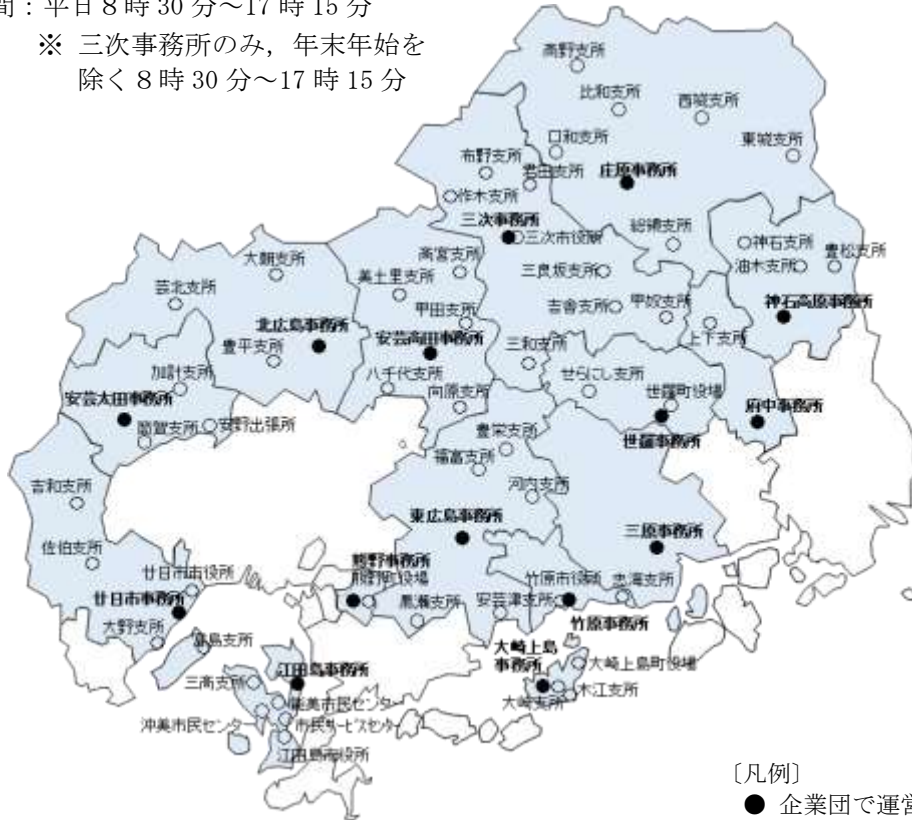 間：平日８時30分～17時15分
※ 三次事務所のみ，年末年始を
除く８時30分～17時15分
高野支所
比和支所
西城支所
東城支所
口和支所
布野支所
君田支所
庄原事務所
作木支所
三次事務所
三次市役所
総領支所
神石支所
豊松支所
油木支所
高宮支所
三良坂支所
大朝支所
美土里支所
芸北支所
吉舎支所
甲奴支所
神石高原事務所
甲田支所
北広島事務所
安芸高田事務所
上下支所
豊平支所
三和支所
加計支所
八千代支所
せらにし支所
安芸太田事務所
向原支所
世羅町役場
府中事務所
筒賀支所
安野出張所
世羅事務所
豊栄支所
福富支所
吉和支所
河内支所
東広島事務所
三原事務所
佐伯支所
熊野事務所
熊野町役場
廿日市市役所
竹原市役所
忠海支所
廿日市事務所
黒瀬支所
安芸津支所
竹原事務所
大野支所
宮島支所
大崎上島
事務所
大崎上島町役場
江田島事務所
三高支所
木江支所
大崎支所
能美市民センター
沖美市民センター
市民サービスセンター
江田島市役所
〔凡例〕
● 企業団で運営